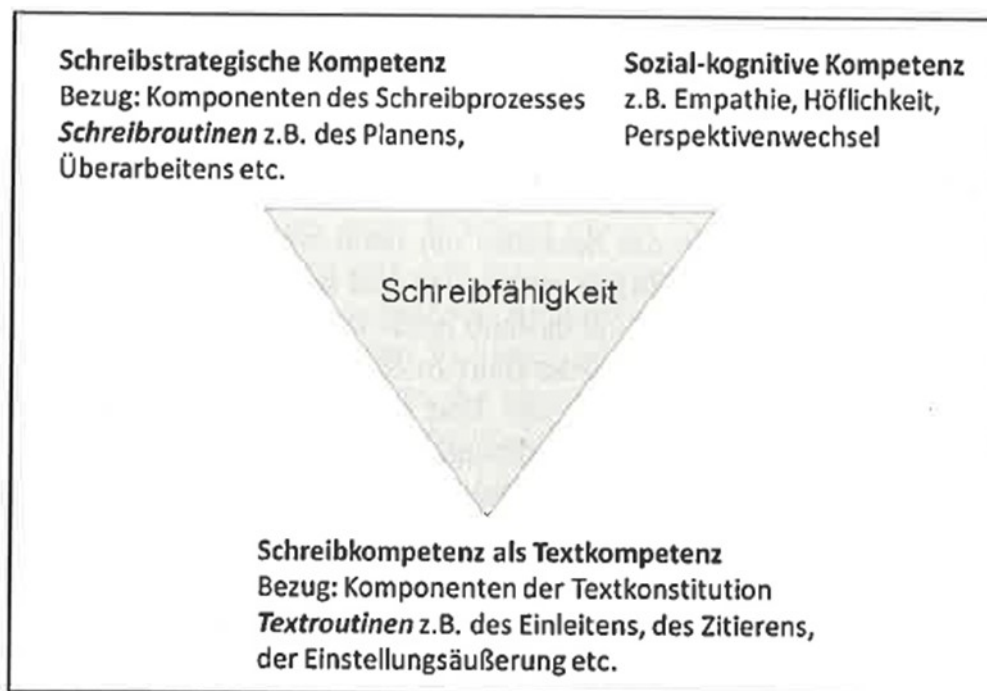 Schreibstrategische Kompetenz
Bezug: Komponenten des Schreibprozesses
Schreibroutinen z.B. des Planens,
Überarbeitens etc.
Sozial-kognitive Kompetenz
z.B. Empathie, Höflichkeit,
Perspektivenwechsel
Schreibfähigkeit
Schreibkompetenz als Textkompetenz
Bezug: Komponenten der Textkonstitution
Textroutinen z.B. des Einleitens, des Zitierens,
der Einstellungsäußerung etc.